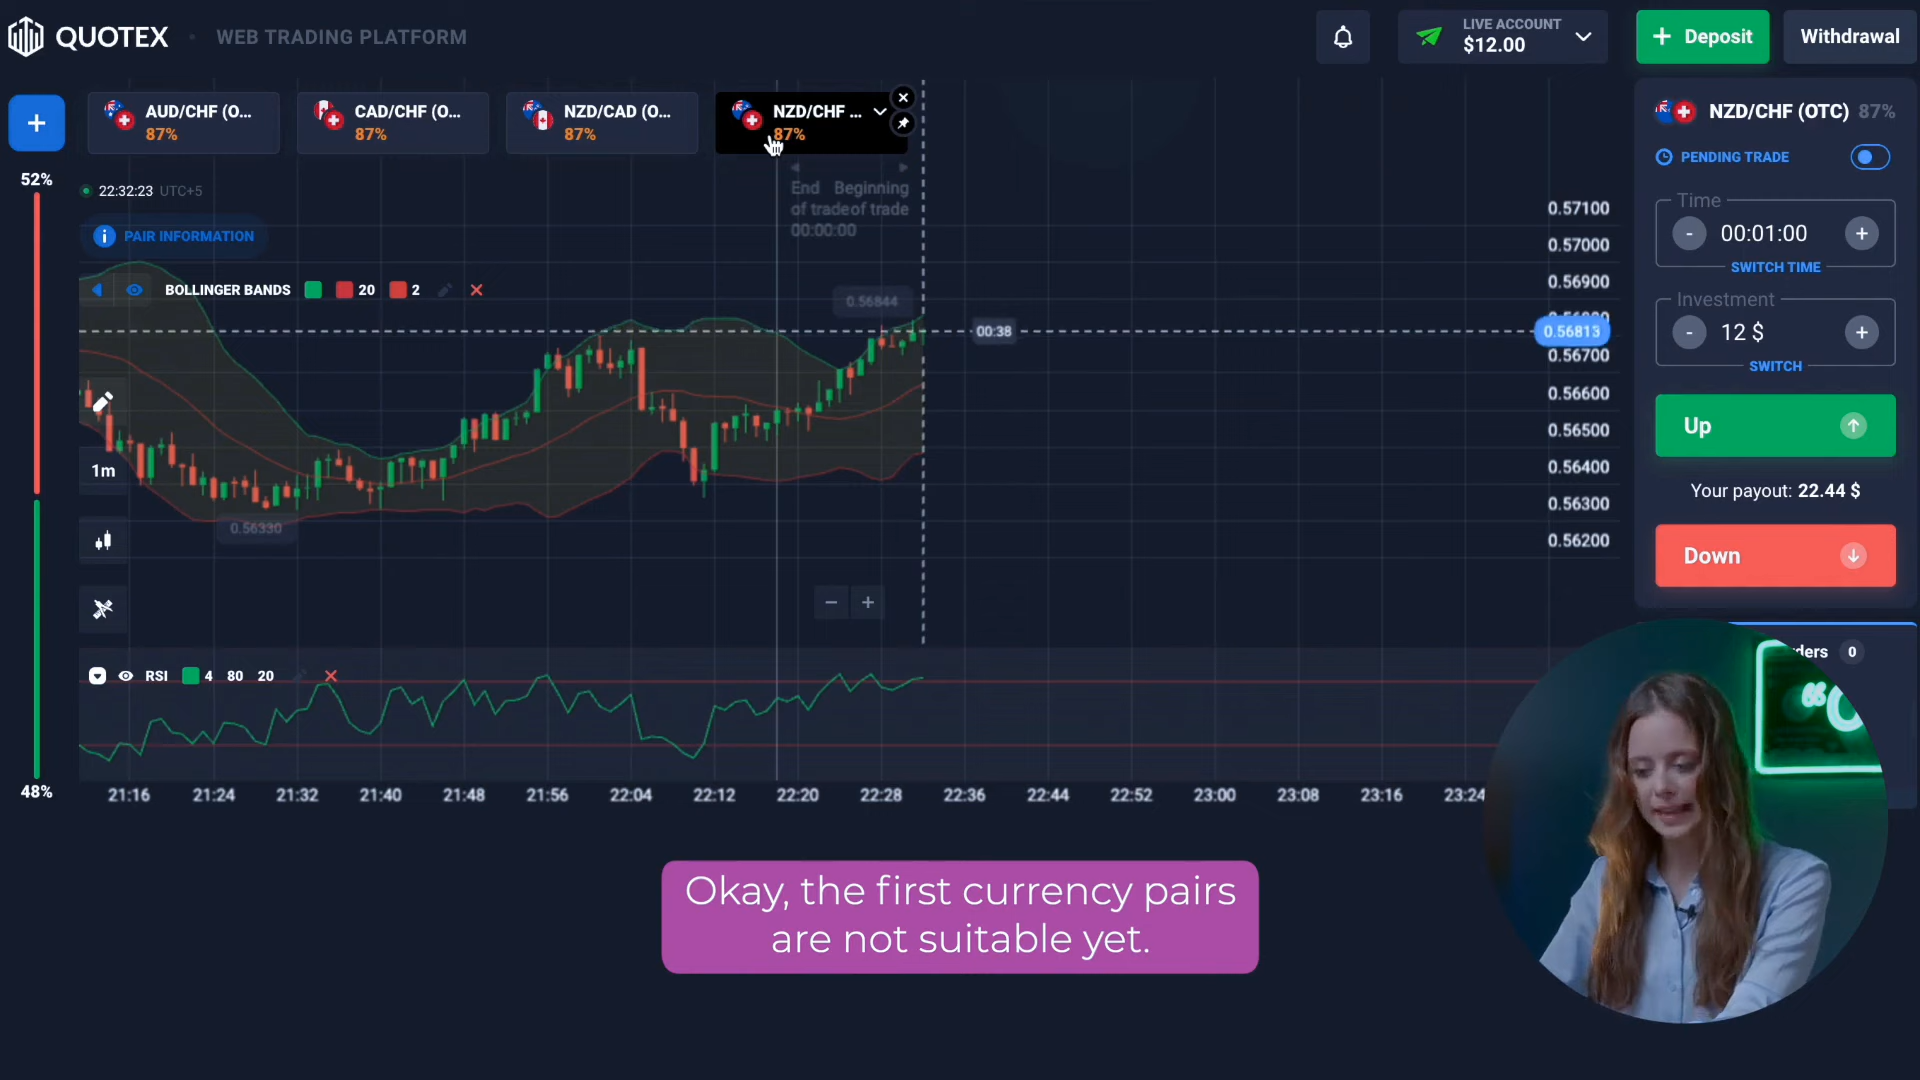 QUOTEX
WEB TRADING PLATFORM
LIVE ACCOUNT
$12.00
+ Deposit
Withdrawal
+
AUD/CHF (O...
87%
CAD/CHF (O...
87%
NZD/CAD (O...
87%
NZD/CHF ...
87%
52%
22:32:23 UTC+5
End Beginning
of trade of trade
00:00:00
PAIR INFORMATION
BOLLINGER BANDS 20 2
0.56844
00:38
0.56330
1m
0.57100
0.57000
0.56900
0.56813
0.56700
0.56600
0.56500
0.56400
0.56300
0.56200
- +
RSI 4 80 20
48%
21:16 21:24 21:32 21:40 21:48 21:56 22:04 22:12 22:20 22:28 22:36 22:44 22:52 23:00 23:08 23:16 23:24
NZD/CHF (OTC) 87%
PENDING TRADE
Time
- 00:01:00 +
SWITCH TIME
Investment
- 12 $ +
SWITCH
Up
Your payout: 22.44 $
Down
0
Okay, the first currency pairs
are not suitable yet.